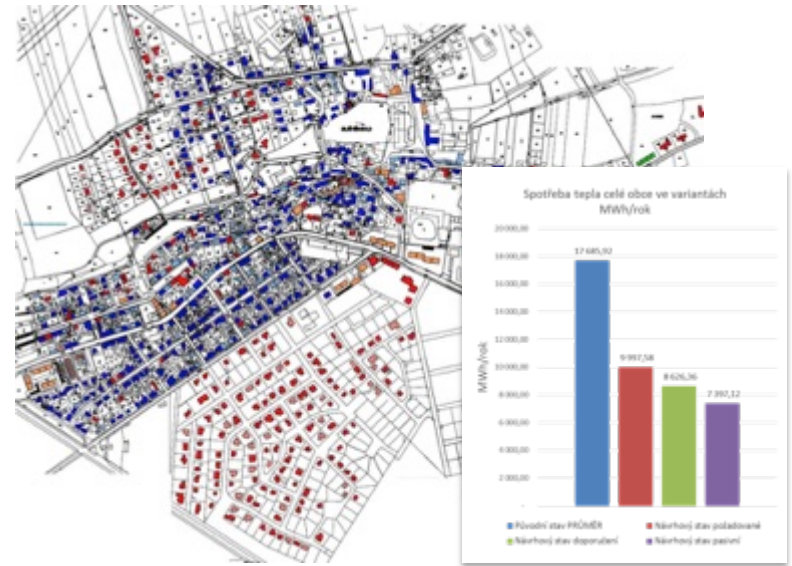 Spotřeba tepla celé obce ve variantách
MWh/rok
20 000,00
18 000,00
16 000,00
14 000,00
12 000,00
10 000,00
8 000,00
6 000,00
4 000,00
2 000,00
-
MWh/rok
17 685,92
9 997,58
8 626,36
7 397,12
Původní stav PRŮMĚR
Návrhový stav požadované
Návrhový stav doporučení
Návrhový stav pasivní